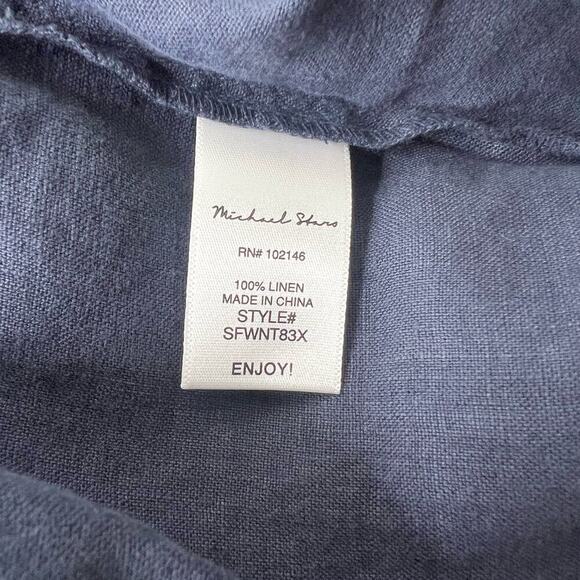 Michael Stars
RN# 102146
100% LINEN
MADE IN CHINA
STYLE#
SFWNT83X
ENJOY!